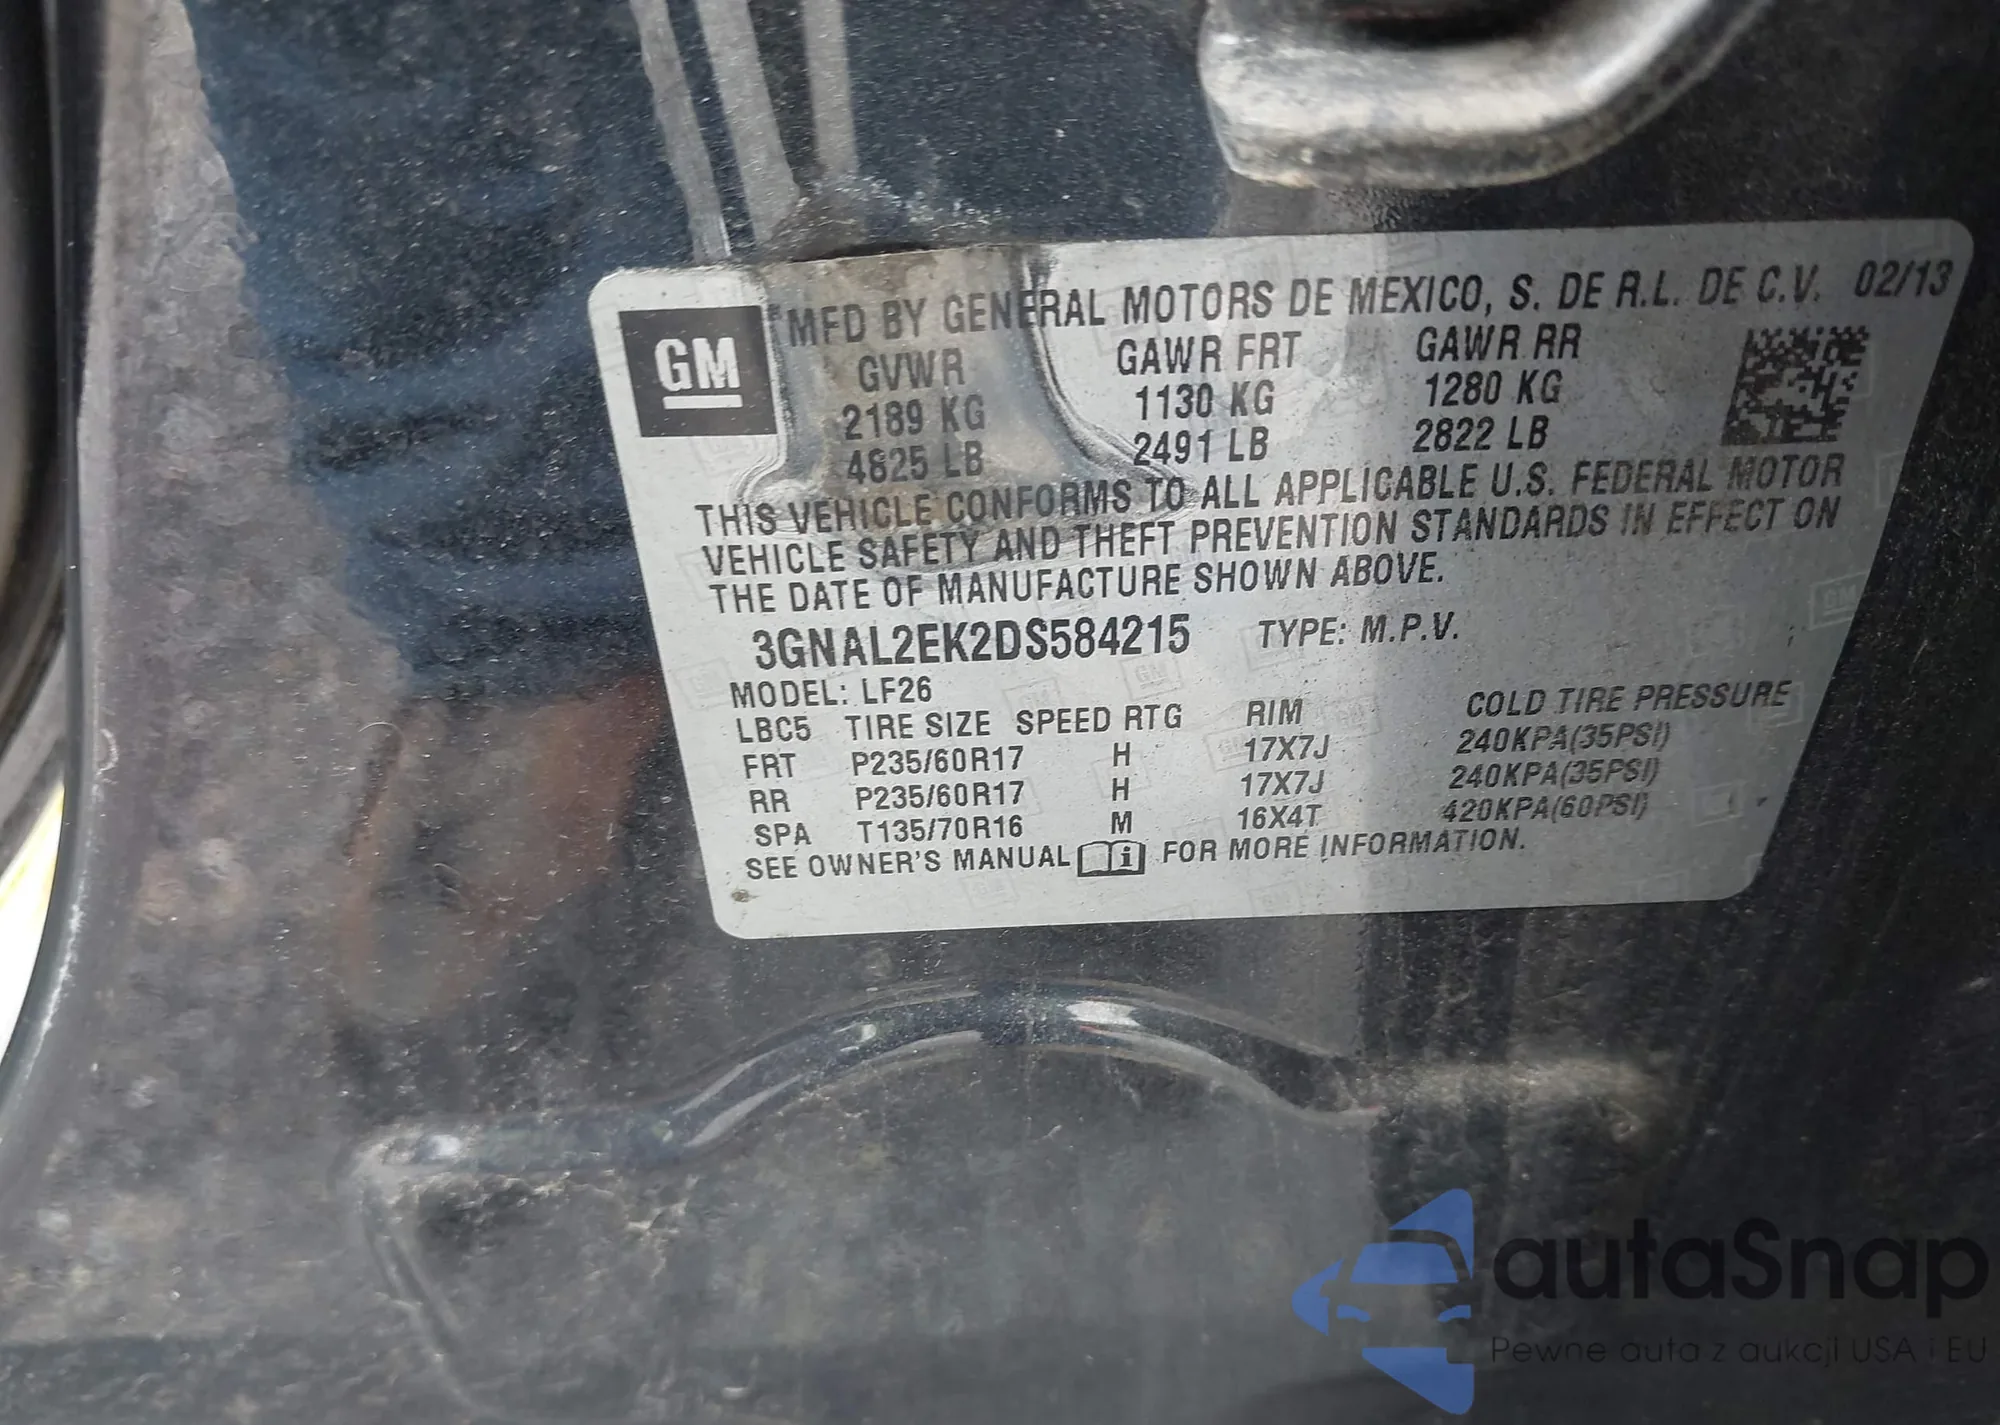 GM
MFD BY GENERAL MOTORS DE MEXICO, S. DE R.L. DE C.V. 02/13
GVWR GAWR FRT GAWR RR
2189 KG 1130 KG 1280 KG
4825 LB 2491 LB 2822 LB
THIS VEHICLE CONFORMS TO ALL APPLICABLE U.S. FEDERAL MOTOR
VEHICLE SAFETY AND THEFT PREVENTION STANDARDS IN EFFECT ON
THE DATE OF MANUFACTURE SHOWN ABOVE.
3GNAL2EK2DS584215 TYPE: M.P.V.
MODEL: LF26
LBC5 TIRE SIZE SPEED RTG RIM COLD TIRE PRESSURE
FRT P235/60R17 H 17X7J 240KPA(35PSI)
RR P235/60R17 H 17X7J 240KPA(35PSI)
SPA T135/70R16 M 16X4T 420KPA(60PSI)
SEE OWNER'S MANUAL FOR MORE INFORMATION.
autaSnap
Pewne auta z aukcji USA i EU